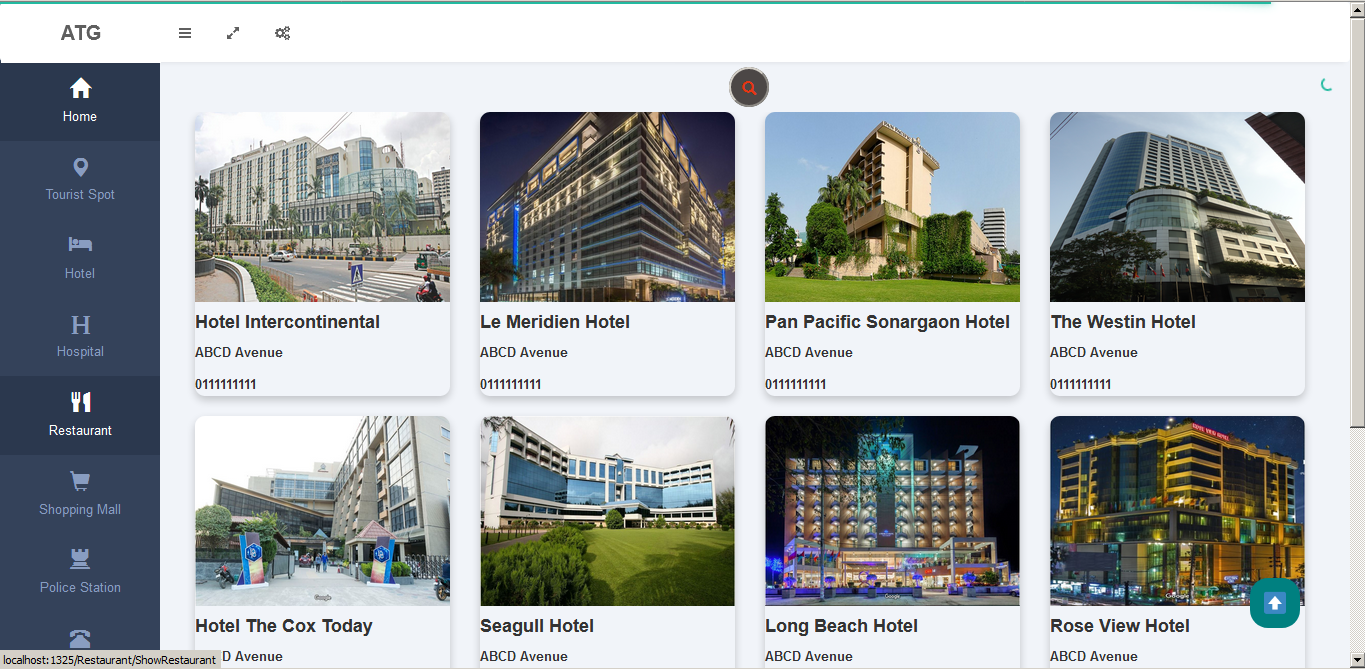 ATG
Home
Tourist Spot
Hotel
H
Hospital
Restaurant
Shopping Mall
Police Station
Hotel Intercontinental
ABCD Avenue
0111111111
Le Meridien Hotel
ABCD Avenue
0111111111
Pan Pacific Sonargaon Hotel
ABCD Avenue
0111111111
The Westin Hotel
ABCD Avenue
0111111111
Hotel The Cox Today
D Avenue
Seagull Hotel
ABCD Avenue
Long Beach Hotel
ABCD Avenue
Rose View Hotel
ABCD Avenue
Google
Google
Google
localhost:1325/Restaurant/ShowRestaurant